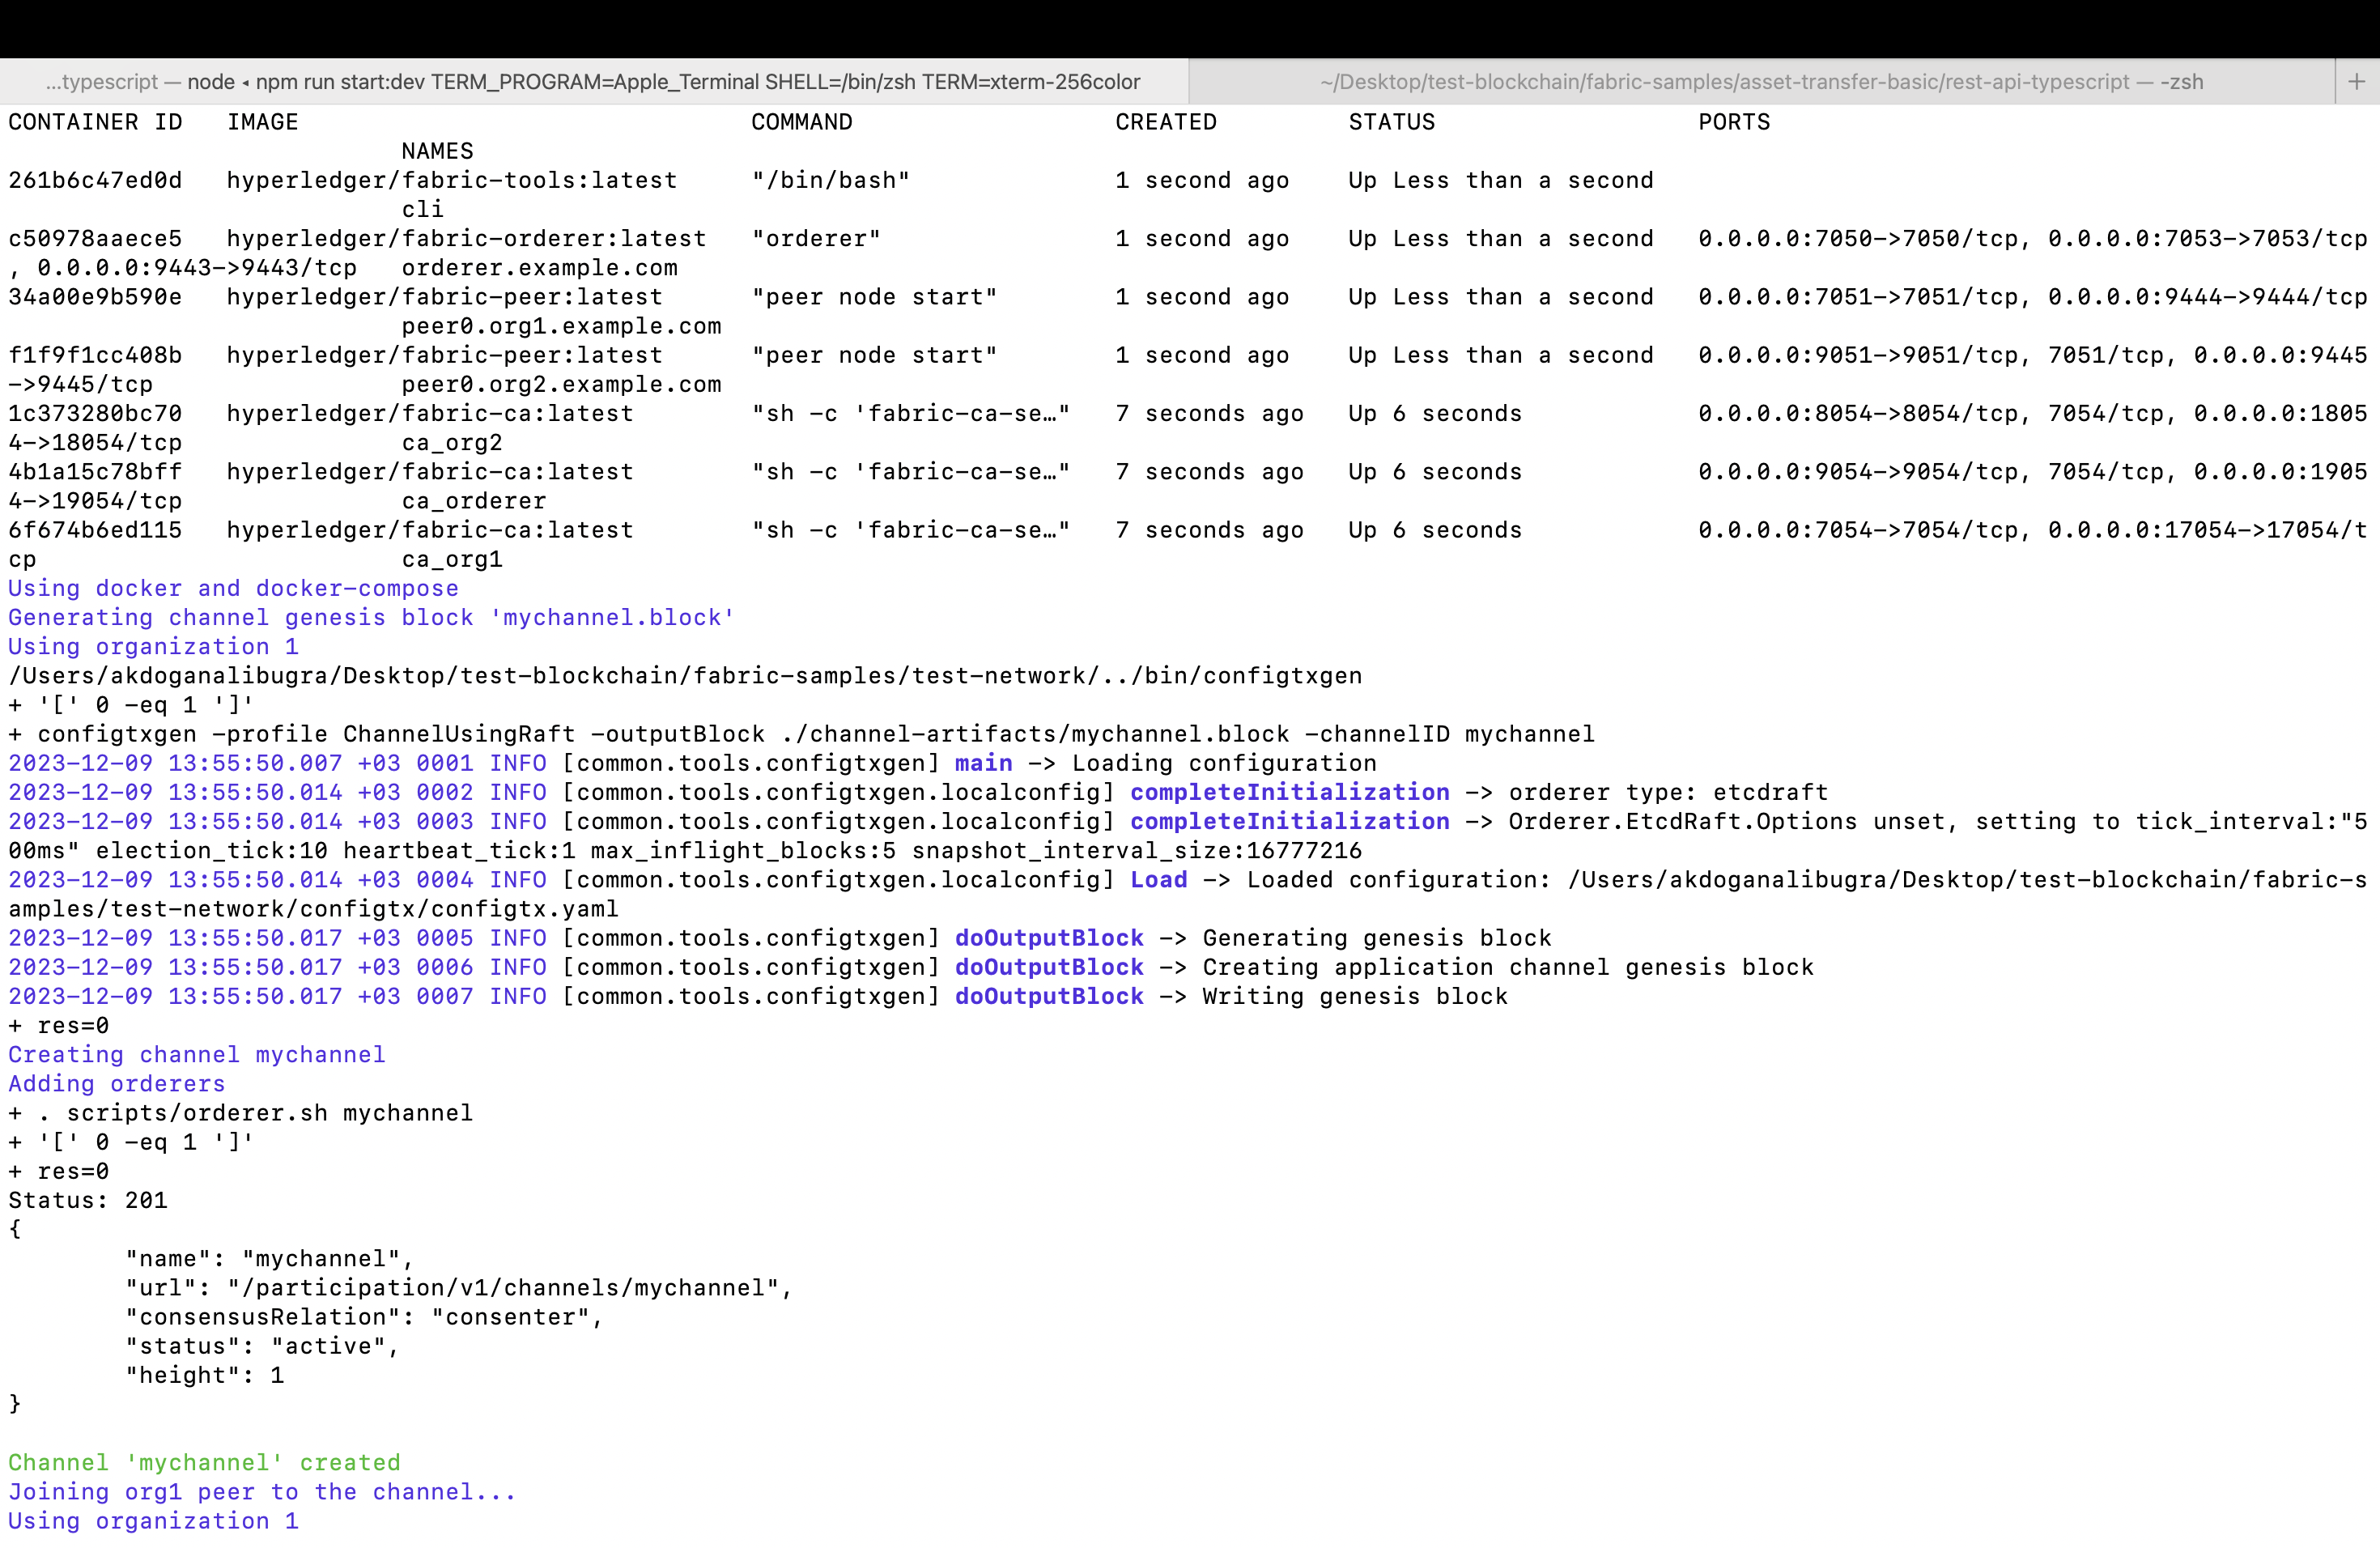 ...typescript — node ◂ npm run start:dev TERM_PROGRAM=Apple_Terminal SHELL=/bin/zsh TERM=xterm-256color
~/Desktop/test-blockchain/fabric-samples/asset-transfer-basic/rest-api-typescript — -zsh
+
CONTAINER ID   IMAGE                               COMMAND                  CREATED         STATUS                  PORTS
                           NAMES
261b6c47ed0d   hyperledger/fabric-tools:latest     "/bin/bash"              1 second ago    Up Less than a second
                           cli
c50978aaece5   hyperledger/fabric-orderer:latest   "orderer"                1 second ago    Up Less than a second   0.0.0.0:7050->7050/tcp, 0.0.0.0:7053->7053/tcp
, 0.0.0.0:9443->9443/tcp   orderer.example.com
34a00e9b590e   hyperledger/fabric-peer:latest      "peer node start"        1 second ago    Up Less than a second   0.0.0.0:7051->7051/tcp, 0.0.0.0:9444->9444/tcp
                           peer0.org1.example.com
f1f9f1cc408b   hyperledger/fabric-peer:latest      "peer node start"        1 second ago    Up Less than a second   0.0.0.0:9051->9051/tcp, 7051/tcp, 0.0.0.0:9445
->9445/tcp                 peer0.org2.example.com
1c373280bc70   hyperledger/fabric-ca:latest        "sh -c 'fabric-ca-se…"   7 seconds ago   Up 6 seconds            0.0.0.0:8054->8054/tcp, 7054/tcp, 0.0.0.0:1805
4->18054/tcp               ca_org2
4b1a15c78bff   hyperledger/fabric-ca:latest        "sh -c 'fabric-ca-se…"   7 seconds ago   Up 6 seconds            0.0.0.0:9054->9054/tcp, 7054/tcp, 0.0.0.0:1905
4->19054/tcp               ca_orderer
6f674b6ed115   hyperledger/fabric-ca:latest        "sh -c 'fabric-ca-se…"   7 seconds ago   Up 6 seconds            0.0.0.0:7054->7054/tcp, 0.0.0.0:17054->17054/t
cp                         ca_org1
Using docker and docker-compose
Generating channel genesis block 'mychannel.block'
Using organization 1
/Users/akdoganalibugra/Desktop/test-blockchain/fabric-samples/test-network/../bin/configtxgen
+ '[' 0 -eq 1 ']'
+ configtxgen -profile ChannelUsingRaft -outputBlock ./channel-artifacts/mychannel.block -channelID mychannel
2023-12-09 13:55:50.007 +03 0001 INFO [common.tools.configtxgen] main -> Loading configuration
2023-12-09 13:55:50.014 +03 0002 INFO [common.tools.configtxgen.localconfig] completeInitialization -> orderer type: etcdraft
2023-12-09 13:55:50.014 +03 0003 INFO [common.tools.configtxgen.localconfig] completeInitialization -> Orderer.EtcdRaft.Options unset, setting to tick_interval:"5
00ms" election_tick:10 heartbeat_tick:1 max_inflight_blocks:5 snapshot_interval_size:16777216
2023-12-09 13:55:50.014 +03 0004 INFO [common.tools.configtxgen.localconfig] Load -> Loaded configuration: /Users/akdoganalibugra/Desktop/test-blockchain/fabric-s
amples/test-network/configtx/configtx.yaml
2023-12-09 13:55:50.017 +03 0005 INFO [common.tools.configtxgen] doOutputBlock -> Generating genesis block
2023-12-09 13:55:50.017 +03 0006 INFO [common.tools.configtxgen] doOutputBlock -> Creating application channel genesis block
2023-12-09 13:55:50.017 +03 0007 INFO [common.tools.configtxgen] doOutputBlock -> Writing genesis block
+ res=0
Creating channel mychannel
Adding orderers
+ . scripts/orderer.sh mychannel
+ '[' 0 -eq 1 ']'
+ res=0
Status: 201
{
        "name": "mychannel",
        "url": "/participation/v1/channels/mychannel",
        "consensusRelation": "consenter",
        "status": "active",
        "height": 1
}
Channel 'mychannel' created
Joining org1 peer to the channel...
Using organization 1